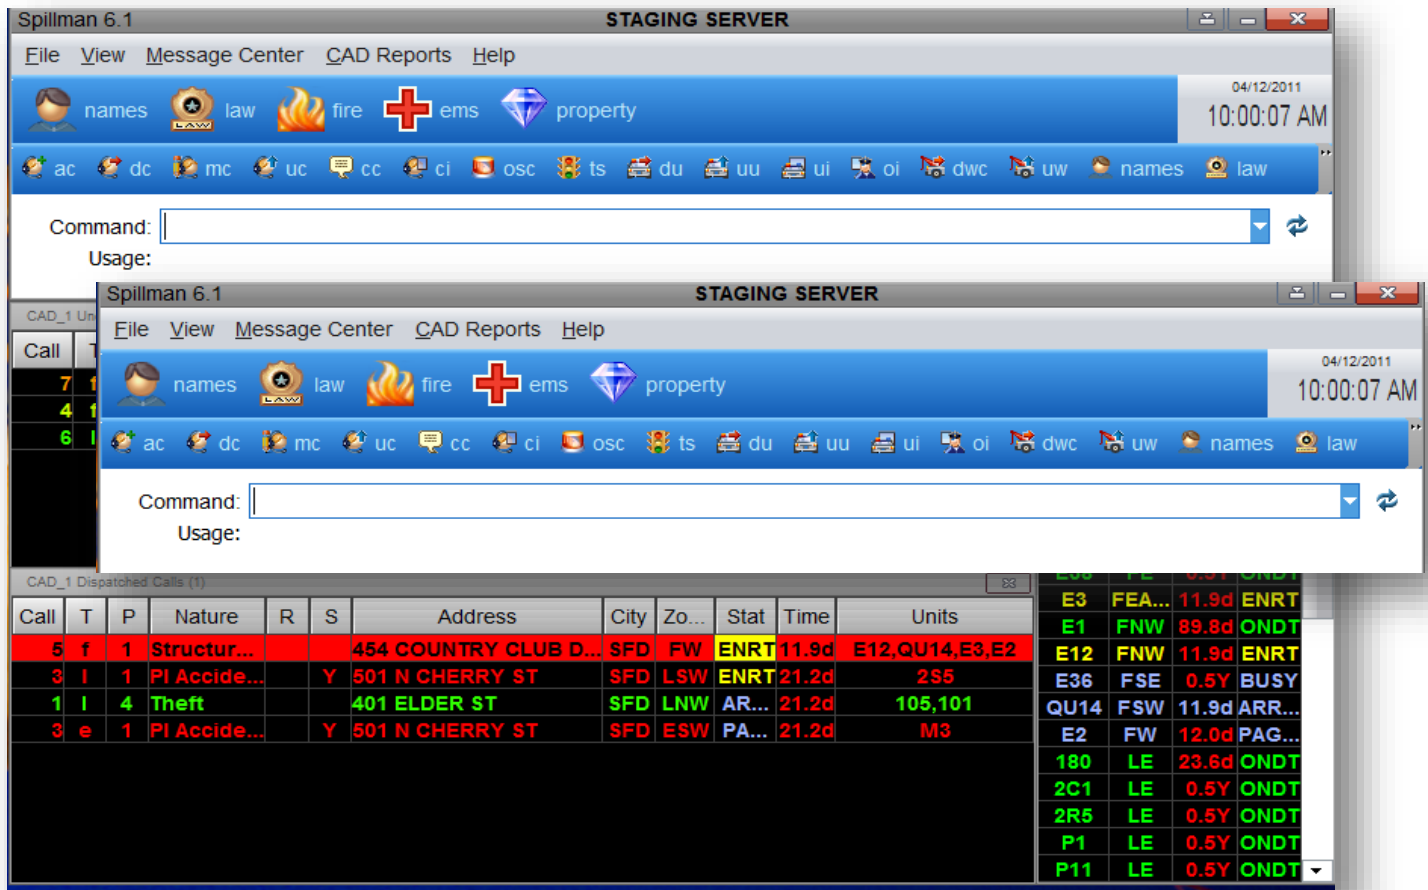 Spillman 6.1 STAGING SERVER
File View Message Center CAD Reports Help
names law fire ems property
04/12/2011
10:00:07 AM
ac dc mc uc cc ci osc ts du uu ui oi dwc uw names law
Command:
Usage:
CAD_1 Un
Call
7 f
4 f
6 l
Spillman 6.1 STAGING SERVER
File View Message Center CAD Reports Help
names law fire ems property
04/12/2011
10:00:07 AM
ac dc mc uc cc ci osc ts du uu ui oi dwc uw names law
Command:
Usage:
CAD_1 Dispatched Calls (1)
Call T P Nature R S Address City Zo... Stat Time Units
5 f 1 Structur... 454 COUNTRY CLUB D... SFD FW ENRT 11.9d E12,QU14,E3,E2
3 l 1 PI Accide... Y 501 N CHERRY ST SFD LSW ENRT 21.2d 2S5
1 l 4 Theft 401 ELDER ST SFD LNW AR... 21.2d 105,101
3 e 1 PI Accide... Y 501 N CHERRY ST SFD ESW PA... 21.2d M3
E3 FEA... 11.9d ENRT
E1 FNW 89.8d ONDT
E12 FNW 11.9d ENRT
E36 FSE 0.5Y BUSY
QU14 FSW 11.9d ARR...
E2 FW 12.0d PAG...
180 LE 23.6d ONDT
2C1 LE 0.5Y ONDT
2R5 LE 0.5Y ONDT
P1 LE 0.5Y ONDT
P11 LE 0.5Y ONDT